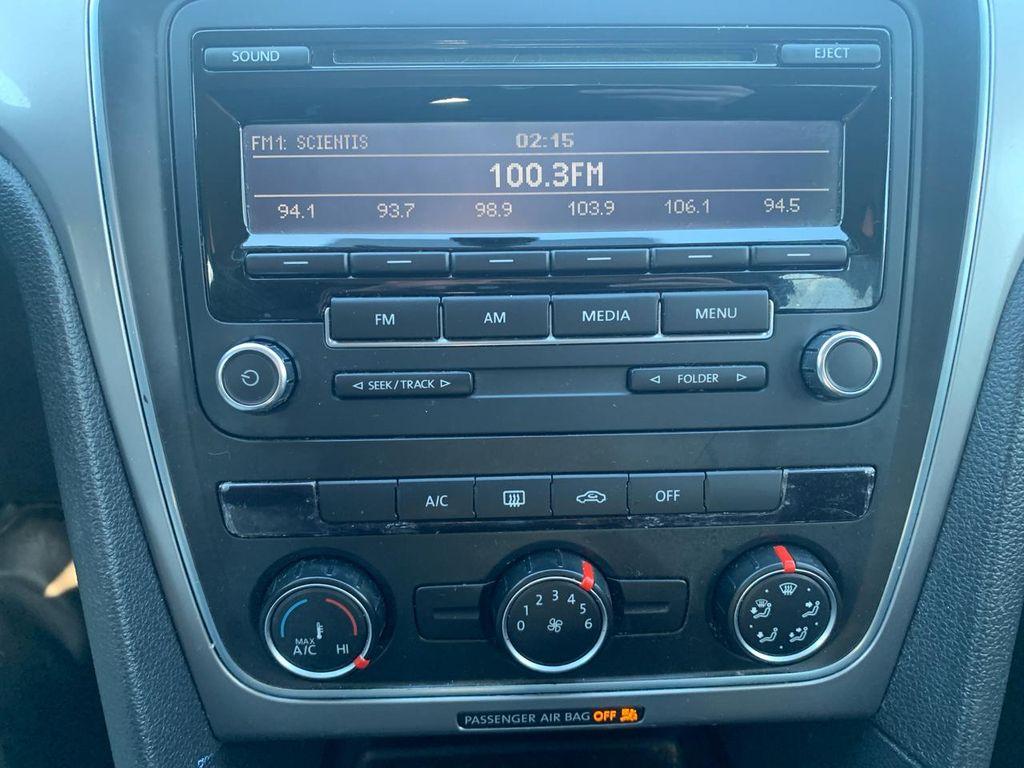 SOUND EJECT
FM1: SCIENTIS 02:15
100.3FM
94.1 93.7 98.9 103.9 106.1 94.5
FM AM MEDIA MENU
◁ SEEK/TRACK ▷ ◁ FOLDER ▷
A/C OFF
MAX
A/C HI
0 1 2 3 4 5 6
PASSENGER AIR BAG OFF